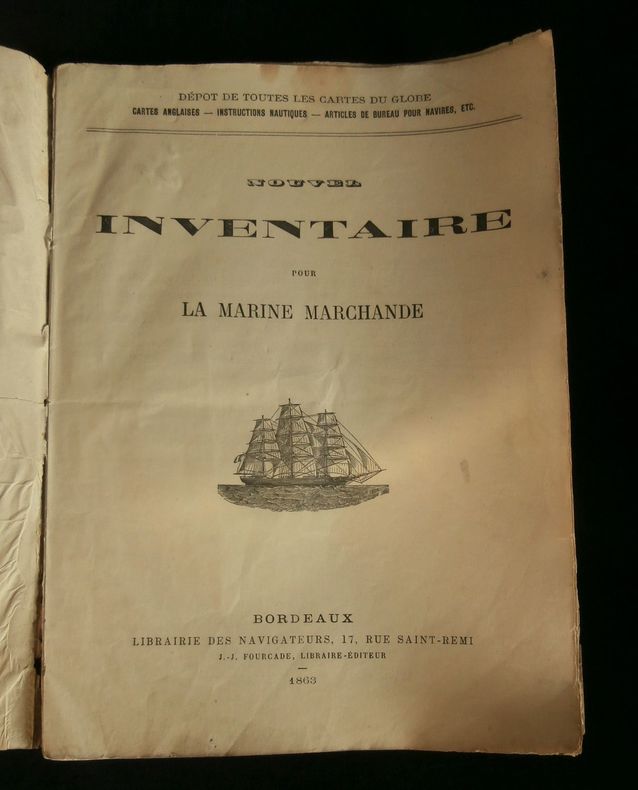 DÉPOT DE TOUTES LES CARTES DU GLOBE
CARTES ANGLAISES — INSTRUCTIONS NAUTIQUES — ARTICLES DE BUREAU POUR NAVIRES, ETC.
NOUVEL
INVENTAIRE
POUR
LA MARINE MARCHANDE
BORDEAUX
LIBRAIRIE DES NAVIGATEURS, 17, RUE SAINT-REMI
J.-J. FOURCADE, LIBRAIRE-ÉDITEUR
1863